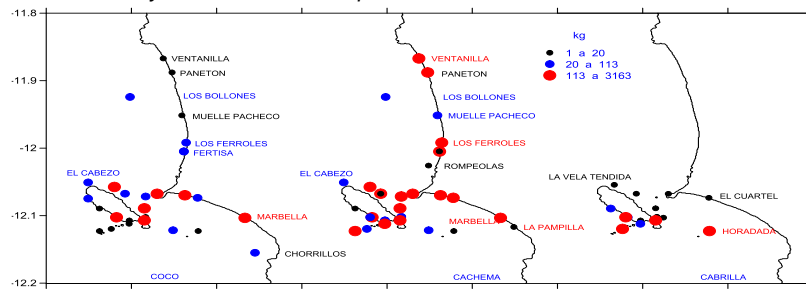 -11.8
-11.9
-12
-12.1
-12.2
VENTANILLA
PANETON
LOS BOLLONES
MUELLE PACHECO
LOS FERROLES
FERTISA
EL CABEZO
MARBELLA
CHORRILLOS
COCO
VENTANILLA
PANETON
LOS BOLLONES
MUELLE PACHECO
LOS FERROLES
ROMPEOLAS
EL CABEZO
MARBELLA
LA PAMPILLA
CACHEMA
kg
1 a 20
20 a 113
113 a 3163
LA VELA TENDIDA
EL CUARTEL
HORADADA
CABRILLA